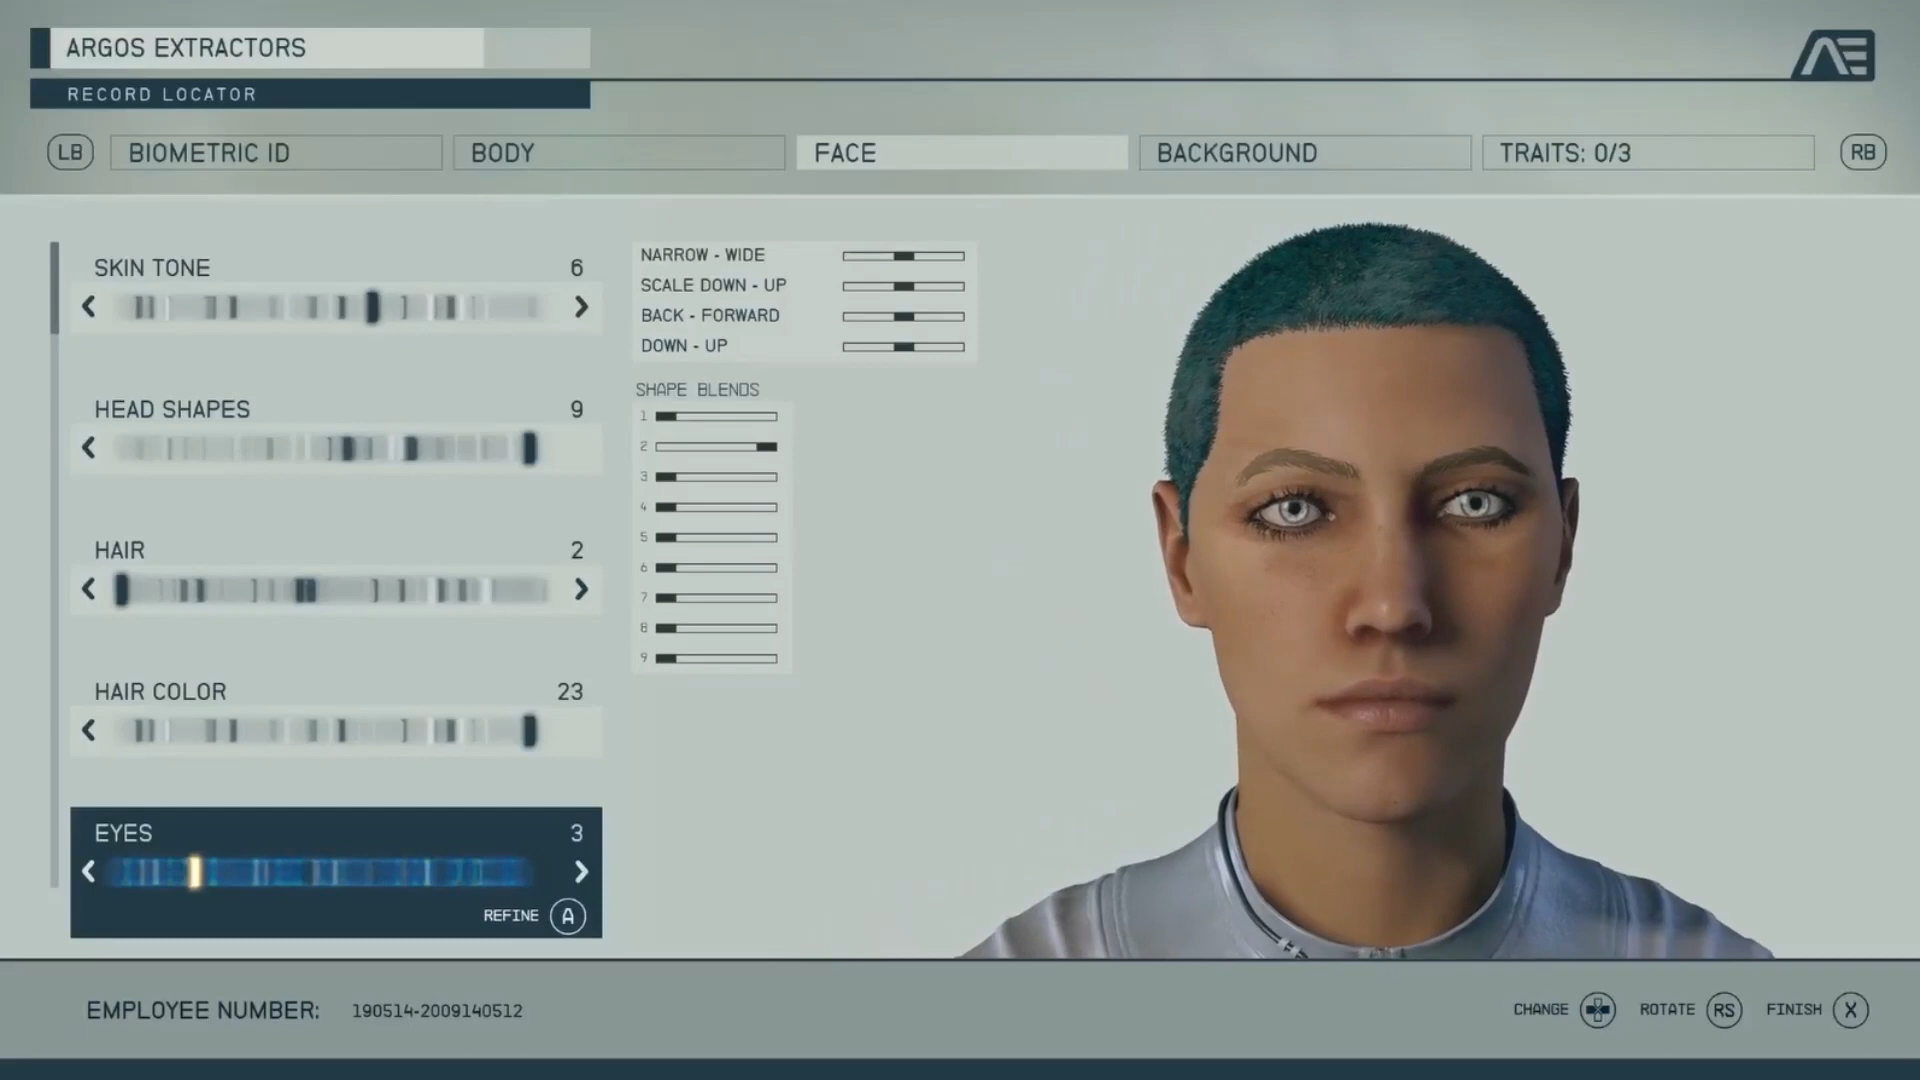 ARGOS EXTRACTORS
AE
RECORD LOCATOR
LB BIOMETRIC ID BODY FACE BACKGROUND TRAITS: 0/3 RB
SKIN TONE 6
HEAD SHAPES 9
HAIR 2
HAIR COLOR 23
EYES 3
REFINE A
NARROW - WIDE
SCALE DOWN - UP
BACK - FORWARD
DOWN - UP
SHAPE BLENDS
1
2
3
4
5
6
7
8
9
EMPLOYEE NUMBER: 190514-2009140512
CHANGE ROTATE RS FINISH X